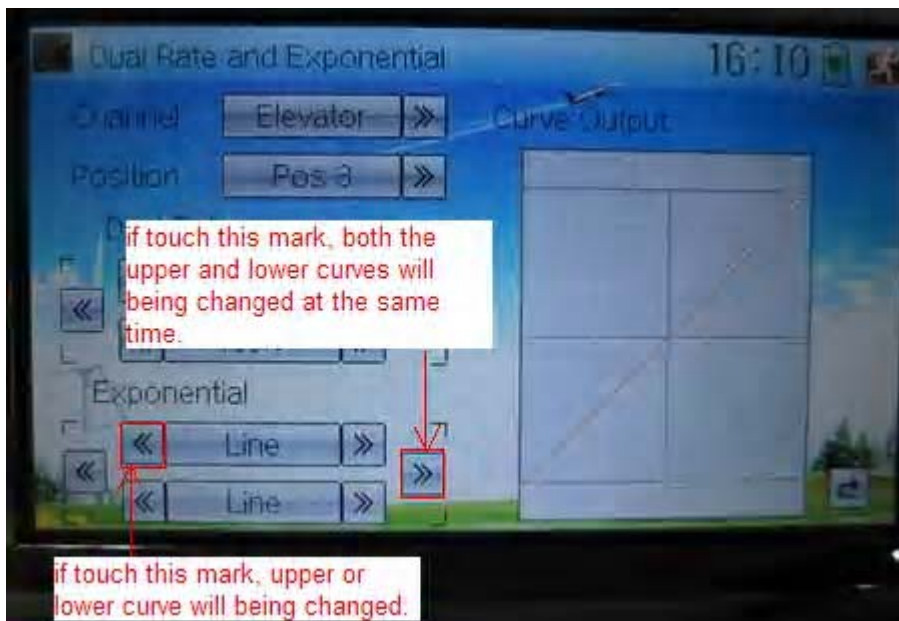 Dual Rate and Exponential 16:10
Channel Elevator » Curve Output
Position Pos 3 »
if touch this mark, both the
upper and lower curves will
being changed at the same
time.
«
Exponential
« Line »
« »
« Line »
if touch this mark, upper or
lower curve will being changed.